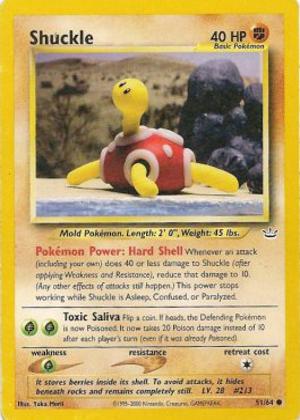 Shuckle
40 HP
Basic Pokémon
Mold Pokémon. Length: 2' 0", Weight: 45 lbs.
Pokémon Power: Hard Shell Whenever an attack
(including your own) does 40 or less damage to Shuckle (after
applying Weakness and Resistance), reduce that damage to 10.
(Any other effects of attacks still happen.) This power stops
working while Shuckle is Asleep, Confused, or Paralyzed.
Toxic Saliva Flip a coin. If heads, the Defending Pokémon
is now Poisoned. It now takes 20 Poison damage instead of 10
after each player's turn (even if it was already Poisoned).
weakness resistance retreat cost
It stores berries inside its shell. To avoid attacks, it hides
beneath rocks and remains completely still. LV. 28 #213
Illus. Taka. Morii ©1995-2000 Nintendo, Creatures, GAMEFREAK. 51/64